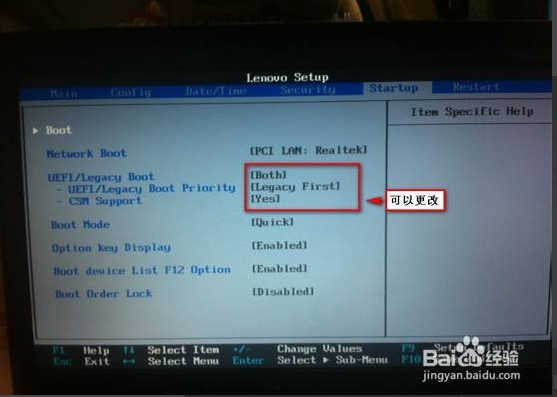 Lenovo Setup
Main Config Date/Time Security Startup Restart
Item Specific Help
▶ Boot
Network Boot [PCI LAN: Realtek]
UEFI/Legacy Boot [Both]
- UEFI/Legacy Boot Priority [Legacy First]
- CSM Support [Yes]
可以更改
Boot Mode [Quick]
Option key Display [Enabled]
Boot device List F12 Option [Enabled]
Boot Order Lock [Disabled]
F1 Help ↑↓ Select Item -/- Change Values F9
Esc Exit ←→ Select Menu Enter Select ▶ Sub-Menu F10
Baidu经验
jingyan.baidu.com